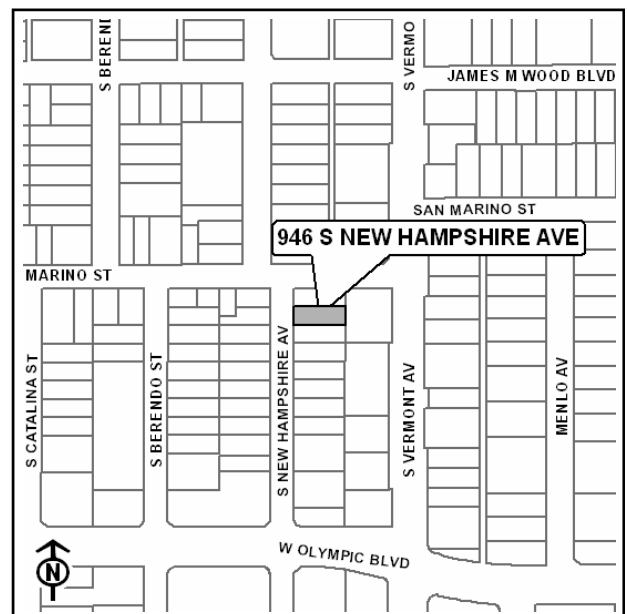 S BEREND
S VERMO
JAMES M WOOD BLVD
SAN MARINO ST
946 S NEW HAMPSHIRE AVE
MARINO ST
S CATALINA ST
S BERENDO ST
S NEW HAMPSHIRE AV
S VERMONT AV
MENLO AV
W OLYMPIC BLVD
N